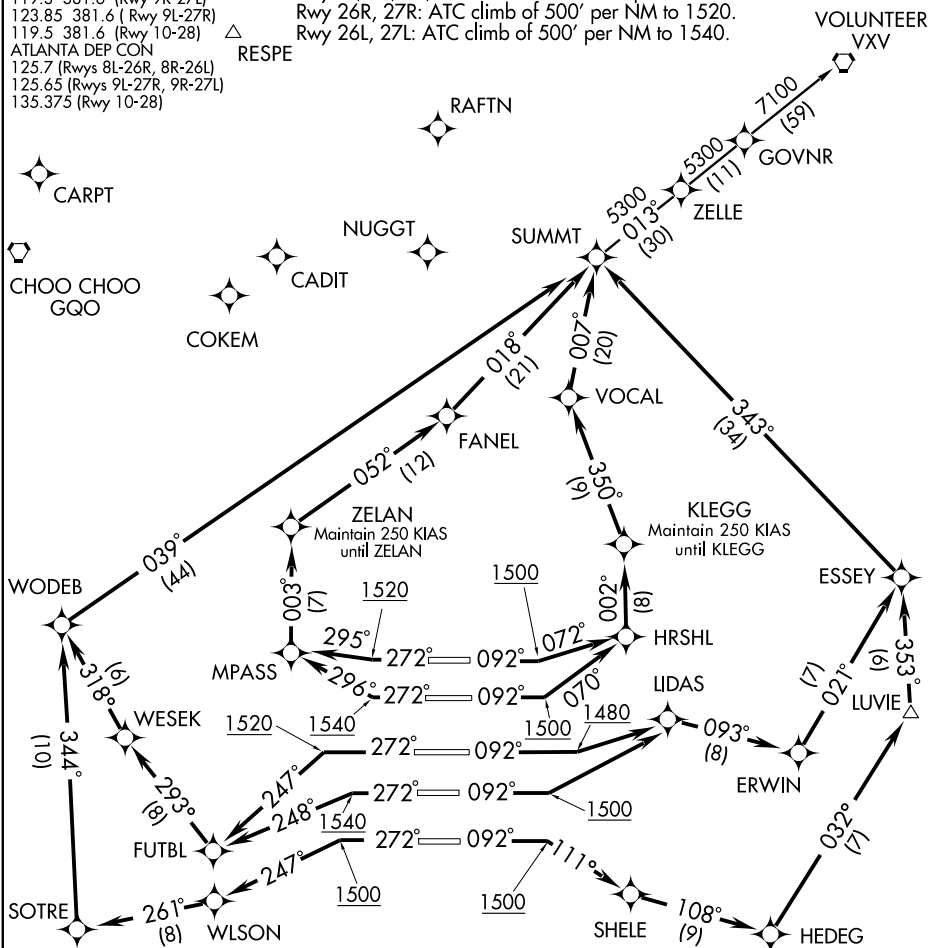 123.85 381.6 ( Rwy 9L-27R)
119.5 381.6 (Rwy 10-28)
ATLANTA DEP CON
125.7 (Rwys 8L-26R, 8R-26L)
125.65 (Rwys 9L-27R, 9R-27L)
135.375 (Rwy 10-28)
RESPE
Rwy 26R, 27R: ATC climb of 500' per NM to 1520.
Rwy 26L, 27L: ATC climb of 500' per NM to 1540.
VOLUNTEER
VXV
7100
(59)
RAFTN
GOVNR
5300
(11)
CARPT
ZELLE
5300
013°
(30)
NUGGT
SUMMT
CHOO CHOO
GQO
CADIT
COKEM
018°
(21)
007°
(20)
VOCAL
343°
(34)
FANEL
052°
(12)
350°
(9)
ZELAN
Maintain 250 KIAS
until ZELAN
KLEGG
Maintain 250 KIAS
until KLEGG
039°
(44)
WODEB
ESSEY
003°
(7)
1520
1500
002°
(8)
295°
272°
092°
072°
HRSHL
MPASS
296°
272°
092°
070°
1540
1500
353°
(9)
LUVIE
318°
(6)
WESEK
LIDAS
093°
(8)
021°
(7)
ERWIN
1520
1480
272°
092°
247°
344°
(10)
293°
(8)
272°
092°
248°
1540
1500
FUTBL
272°
092°
247°
111°
1500
1500
032°
(7)
SOTRE
261°
(8)
WLSON
SHELE
108°
(9)
HEDEG